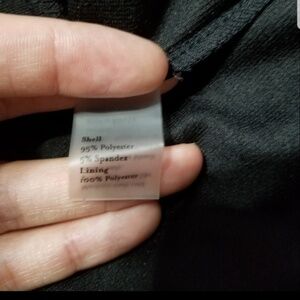 Shell
95% Polyester
5% Spandex
Lining
100% Polyester